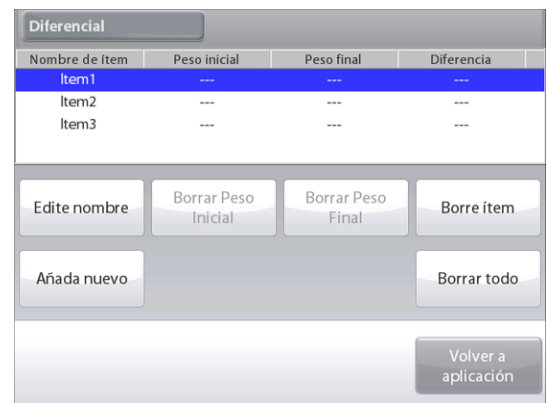 Diferencial
Nombre de ítem Peso inicial Peso final Diferencia
Item1 --- --- ---
Item2 --- --- ---
Item3 --- --- ---
Edite nombre
Borrar Peso
Inicial
Borrar Peso
Final
Borre ítem
Añada nuevo
Borrar todo
Volver a
aplicación